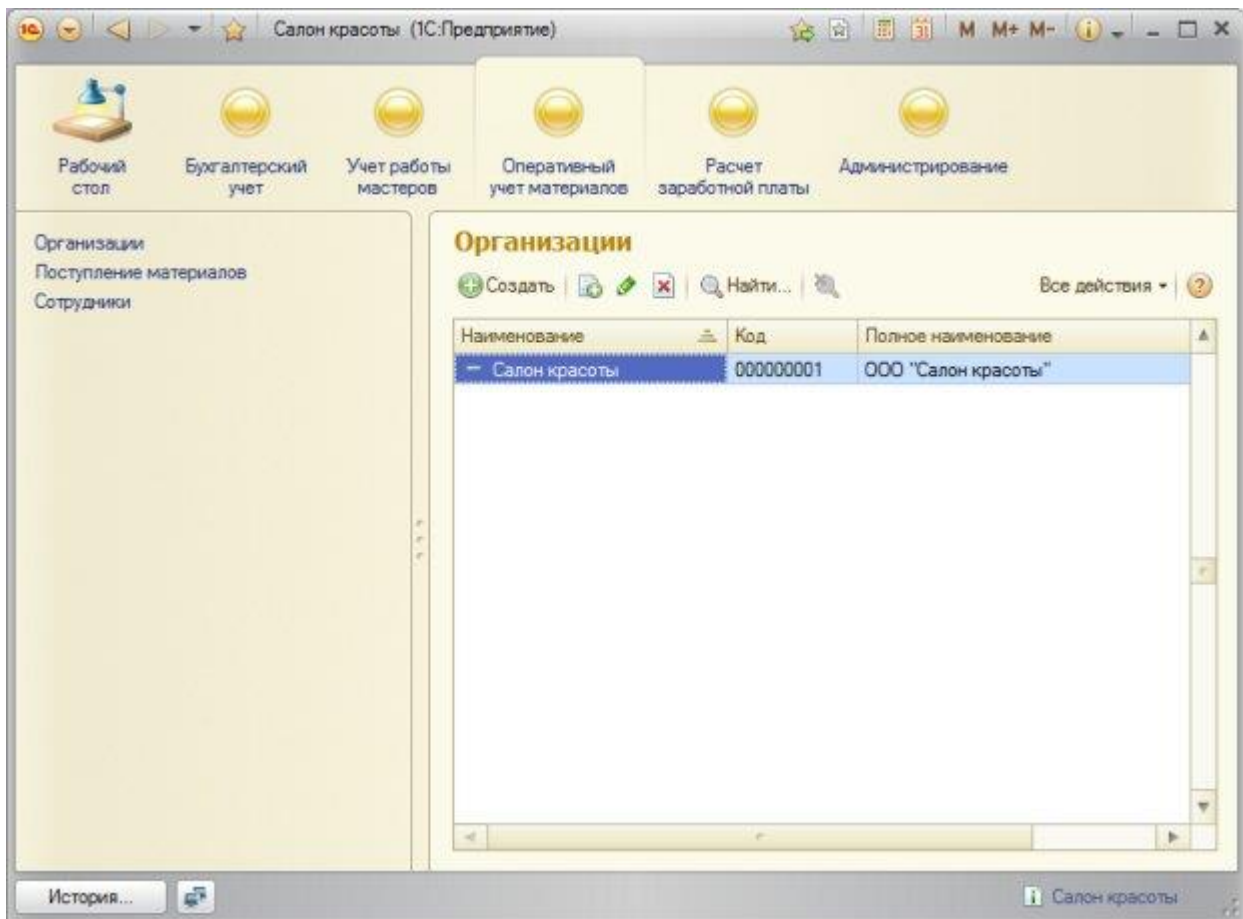 Салон красоты (1С:Предприятие)
31 M M+ M-
Рабочий стол
Бухгалтерский учет
Учет работы мастеров
Оперативный учет материалов
Расчет заработной платы
Администрирование
Организации
Поступление материалов
Сотрудники
Организации
Создать Найти... Все действия
Наименование Код Полное наименование
Салон красоты 000000001 ООО "Салон красоты"
История... Салон красоты